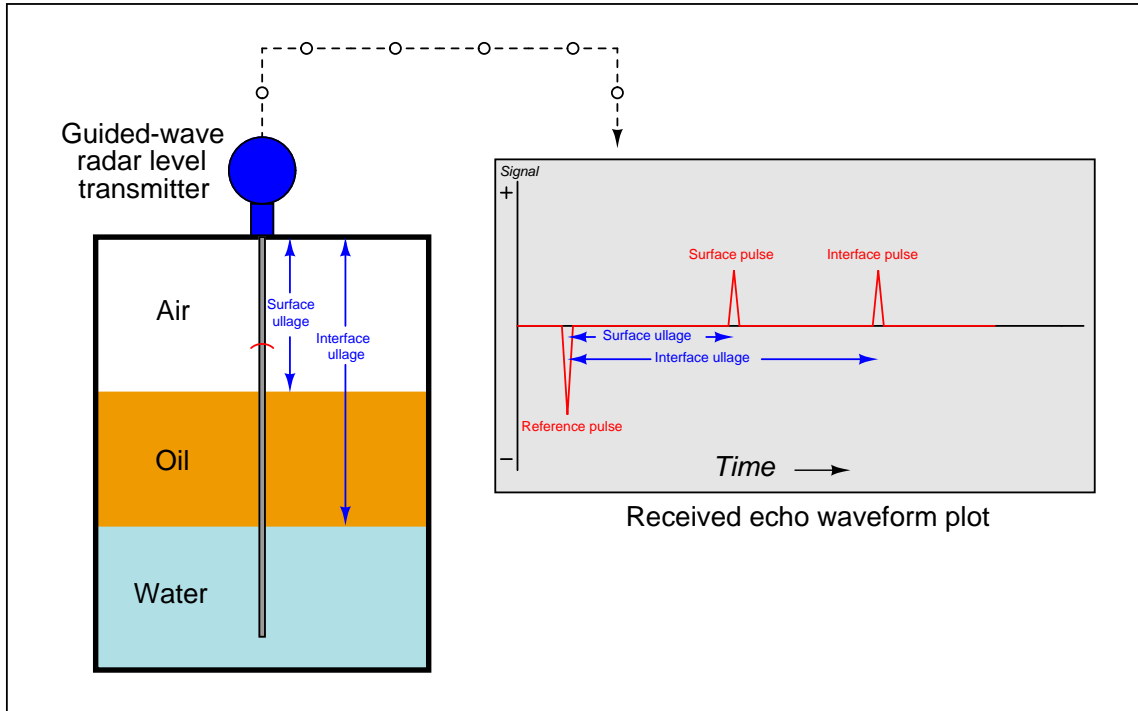 Guided-wave
radar level
transmitter
Air
Surface
ullage
Interface
ullage
Oil
Water
Signal
+
Surface pulse
Interface pulse
Surface ullage
Interface ullage
Reference pulse
−
Time
Received echo waveform plot